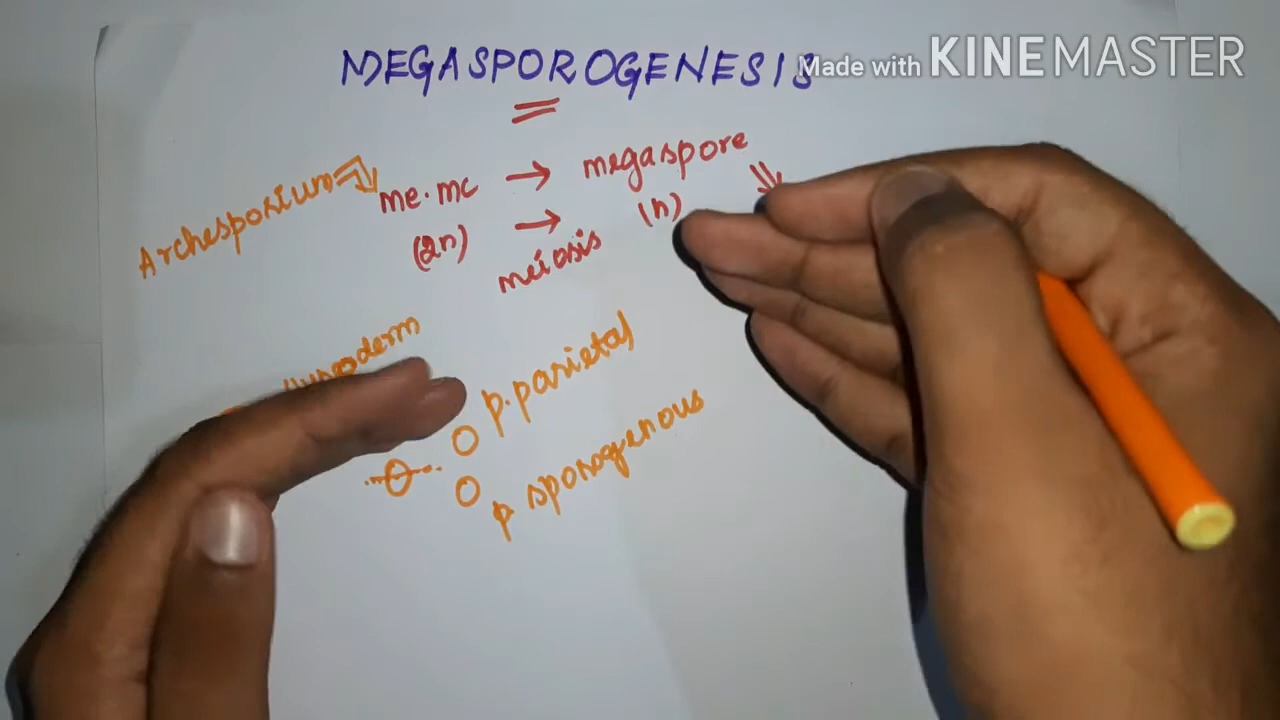 MEGASPOROGENESIS
Made with KINEMASTER
Archesporium me.mc → megaspore
(2n) → (n)
meiosis
p.parietal
p sporogenous